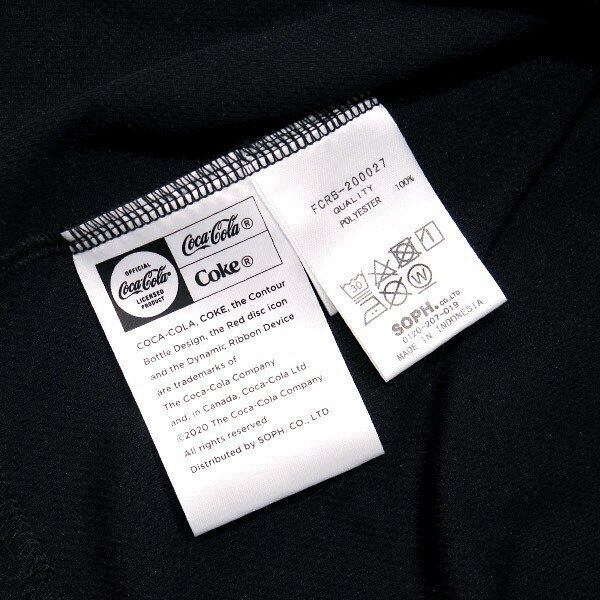 OFFICIAL
Coca-Cola®
LICENSED
PRODUCT
Coca-Cola®
Coke®
COCA-COLA, COKE, the Contour
Bottle Design, the Red disc icon
and the Dynamic Ribbon Device
are trademarks of
The Coca-Cola Company
and, in Canada, Coca-Cola Ltd.
©2020 The Coca-Cola Company.
All rights reserved.
Distributed by SOPH. CO., LTD.
FCRB-200027
QUALITY
POLYESTER 100%
30
W
1
SOPH. CO.,LTD.
0120-207-019
MADE IN INDONESIA